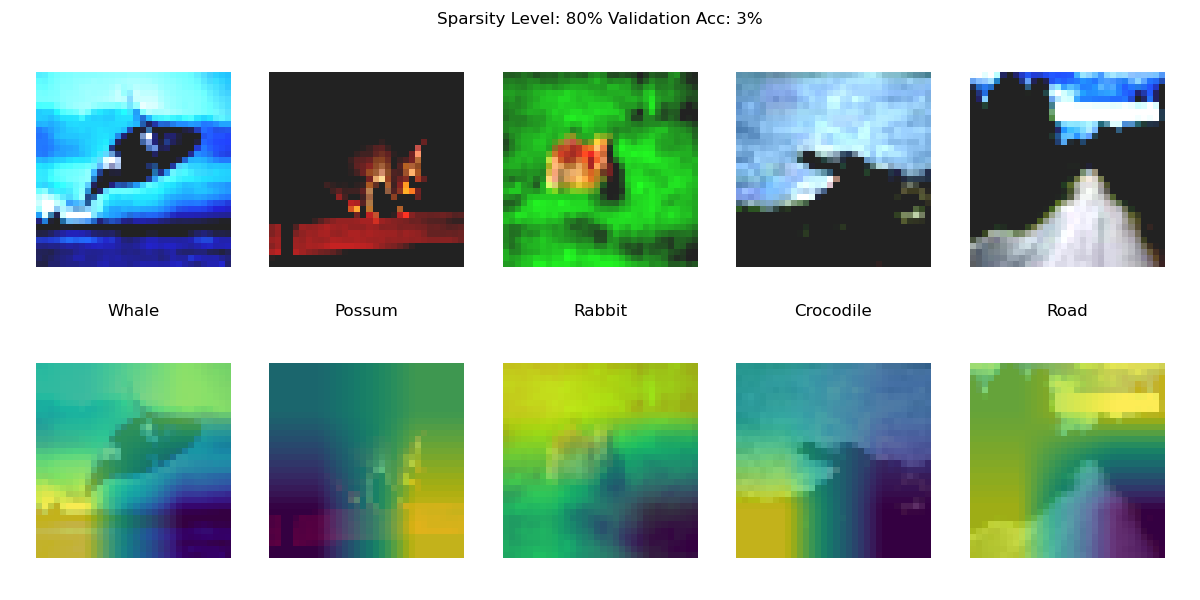 Sparsity Level: 80% Validation Acc: 3%
Whale
Possum
Rabbit
Crocodile
Road